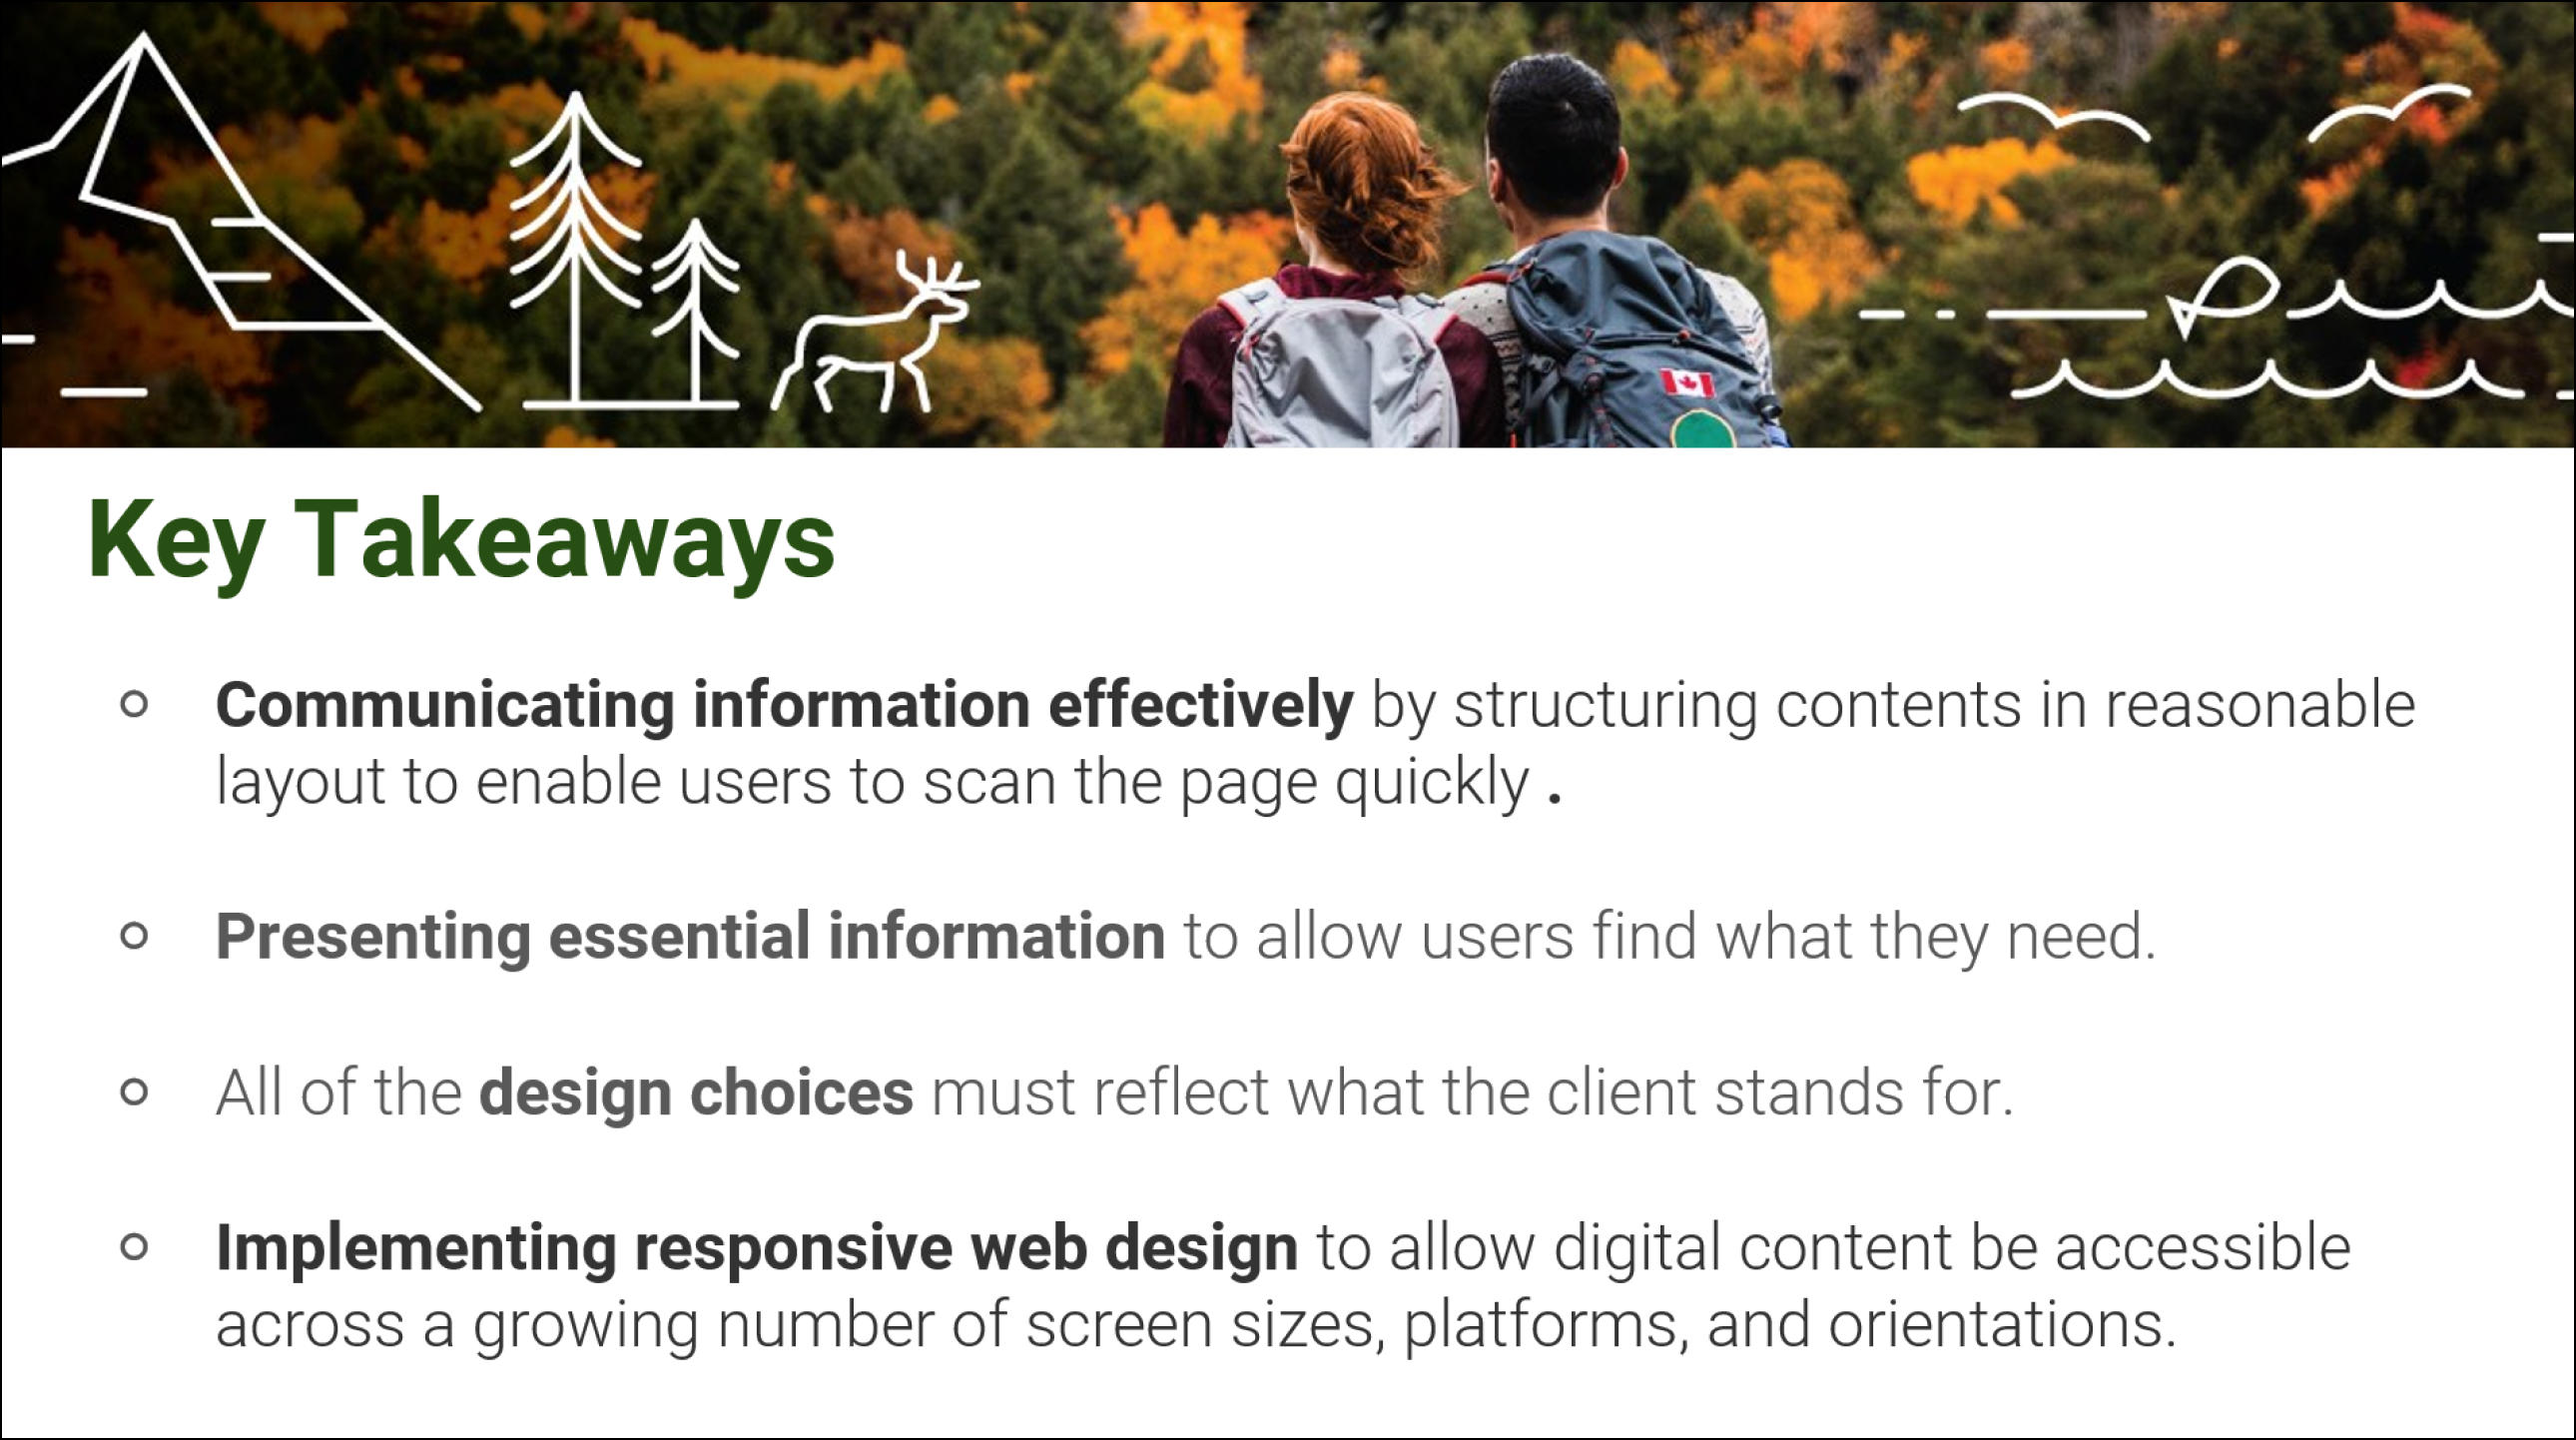 Key Takeaways
Communicating information effectively by structuring contents in reasonable
layout to enable users to scan the page quickly .
Presenting essential information to allow users find what they need.
All of the design choices must reflect what the client stands for.
Implementing responsive web design to allow digital content be accessible
across a growing number of screen sizes, platforms, and orientations.